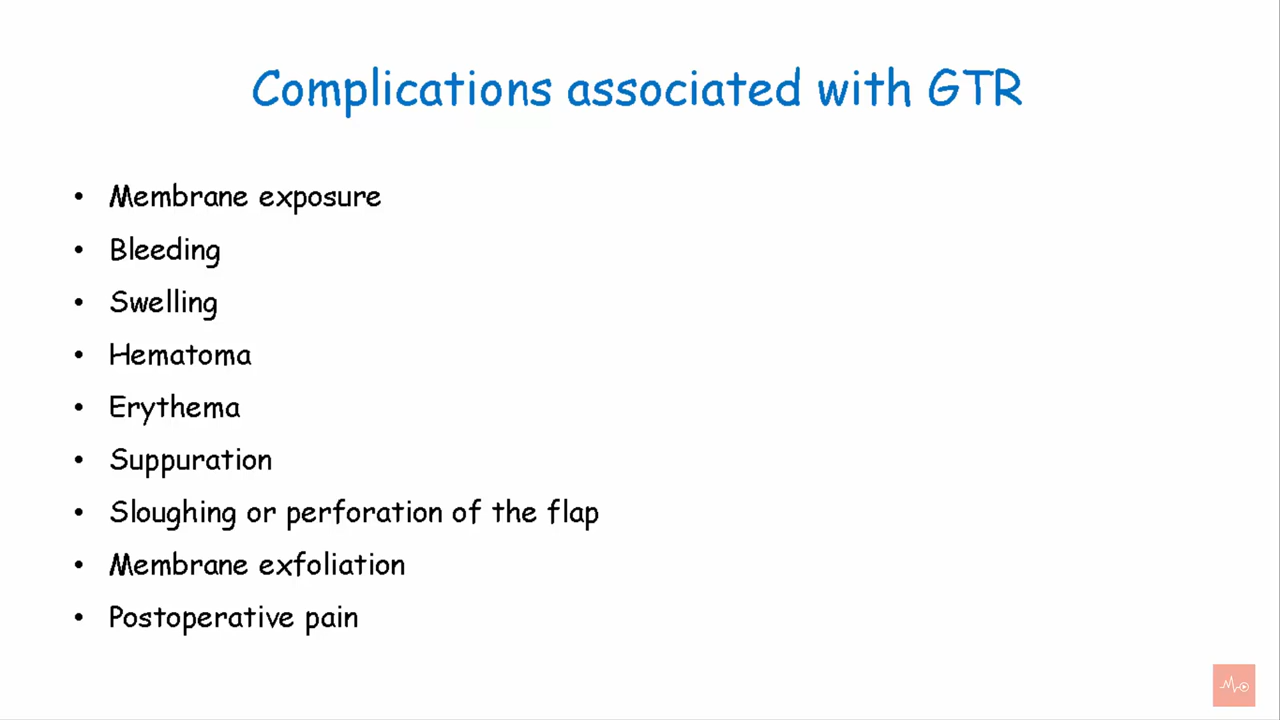 Complications associated with GTR
• Membrane exposure
• Bleeding
• Swelling
• Hematoma
• Erythema
• Suppuration
• Sloughing or perforation of the flap
• Membrane exfoliation
• Postoperative pain